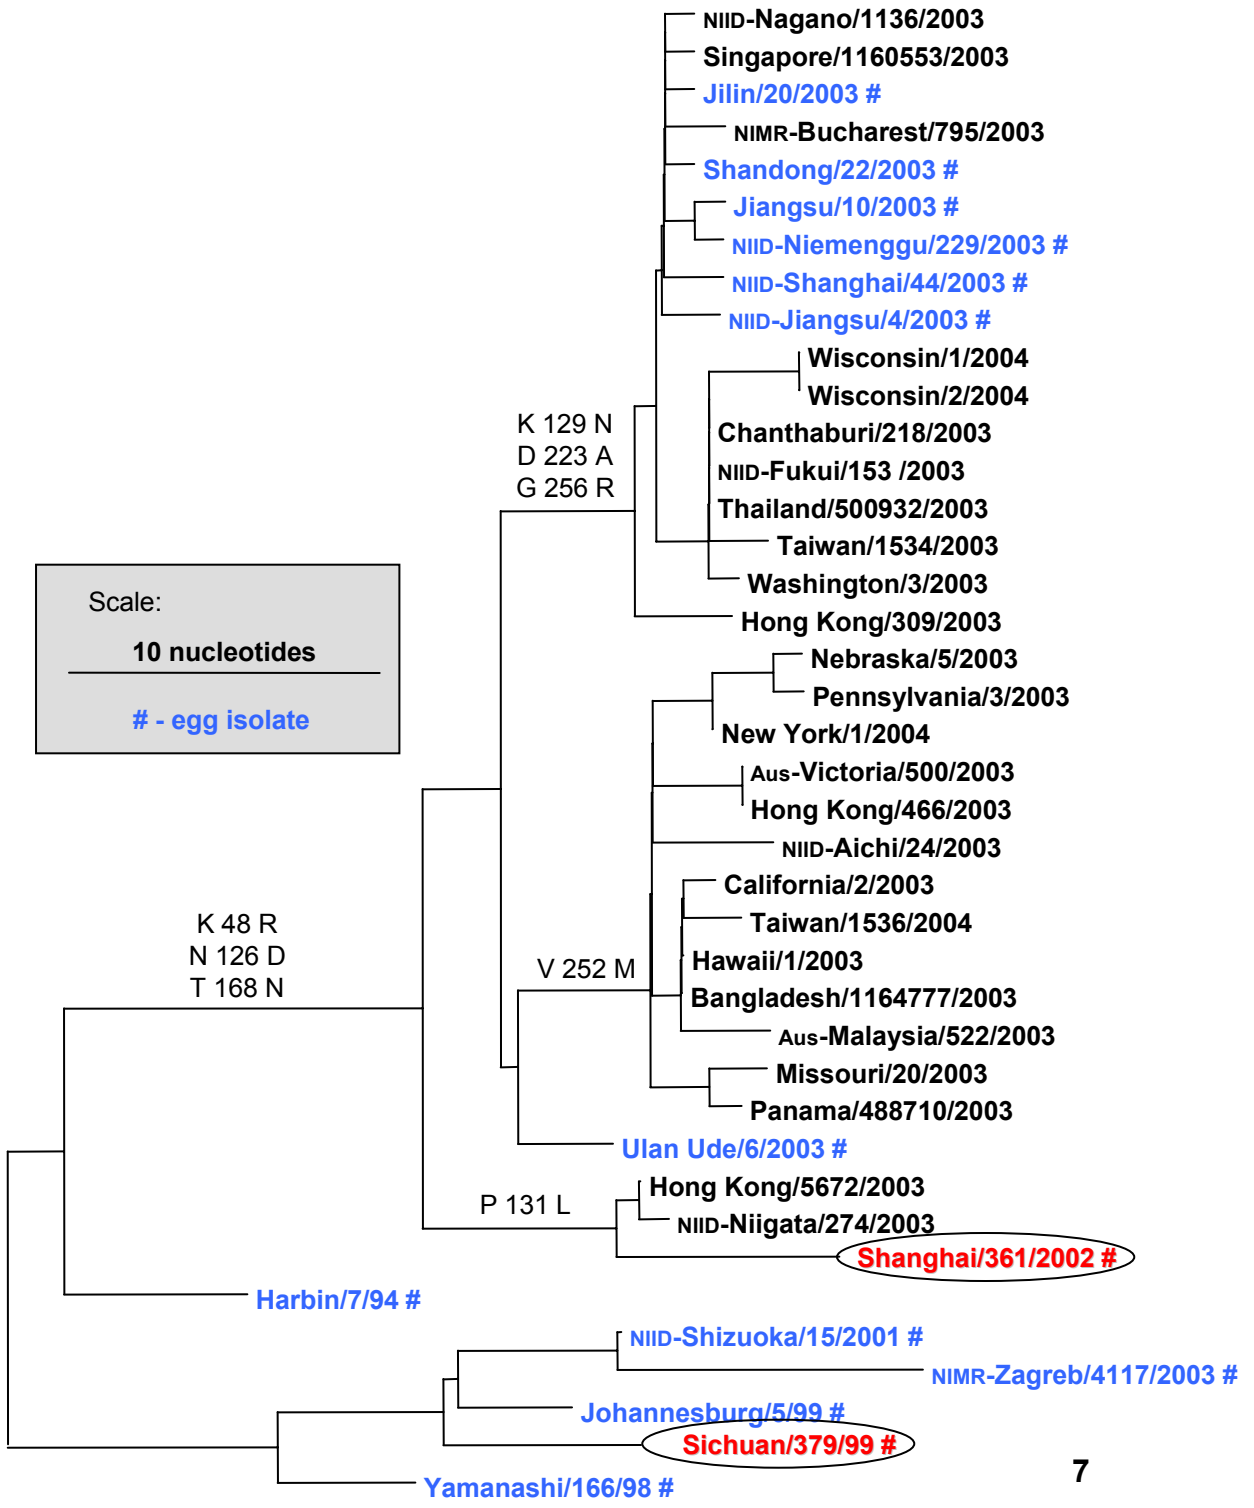 NIID-Nagano/1136/2003
Singapore/1160553/2003
Jilin/20/2003 #
NIMR-Bucharest/795/2003
Shandong/22/2003 #
Jiangsu/10/2003 #
NIID-Niemenggu/229/2003 #
NIID-Shanghai/44/2003 #
NIID-Jiangsu/4/2003 #
Wisconsin/1/2004
Wisconsin/2/2004
K 129 N
D 223 A
G 256 R
Chanthaburi/218/2003
NIID-Fukui/153 /2003
Thailand/500932/2003
Taiwan/1534/2003
Washington/3/2003
Hong Kong/309/2003
Scale:
10 nucleotides
# - egg isolate
Nebraska/5/2003
Pennsylvania/3/2003
New York/1/2004
Aus-Victoria/500/2003
Hong Kong/466/2003
NIID-Aichi/24/2003
California/2/2003
Taiwan/1536/2004
K 48 R
N 126 D
T 168 N
V 252 M
Hawaii/1/2003
Bangladesh/1164777/2003
Aus-Malaysia/522/2003
Missouri/20/2003
Panama/488710/2003
Ulan Ude/6/2003 #
P 131 L
Hong Kong/5672/2003
NIID-Niigata/274/2003
Shanghai/361/2002 #
Harbin/7/94 #
NIID-Shizuoka/15/2001 #
NIMR-Zagreb/4117/2003 #
Johannesburg/5/99 #
Sichuan/379/99 #
Yamanashi/166/98 #
7